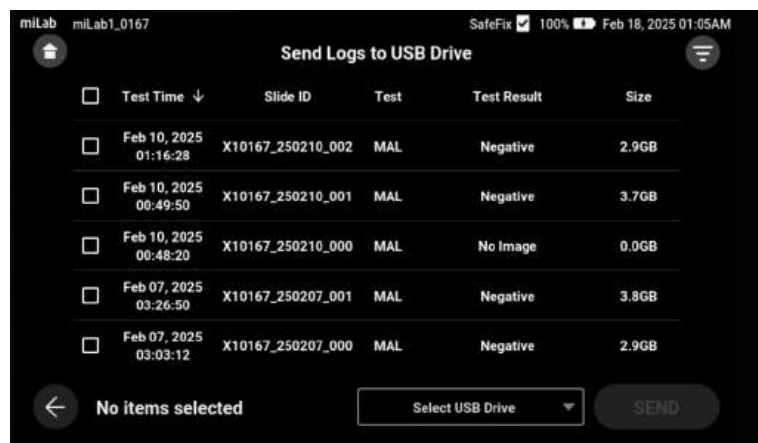 miLab miLab1_0167 SafeFix 100% Feb 18, 2025 01:05AM
Send Logs to USB Drive
Test Time ↓ Slide ID Test Test Result Size
Feb 10, 2025
01:16:28 X10167_250210_002 MAL Negative 2.9GB
Feb 10, 2025
00:49:50 X10167_250210_001 MAL Negative 3.7GB
Feb 10, 2025
00:48:20 X10167_250210_000 MAL No Image 0.0GB
Feb 07, 2025
03:26:50 X10167_250207_001 MAL Negative 3.8GB
Feb 07, 2025
03:03:12 X10167_250207_000 MAL Negative 2.9GB
No items selected Select USB Drive SEND